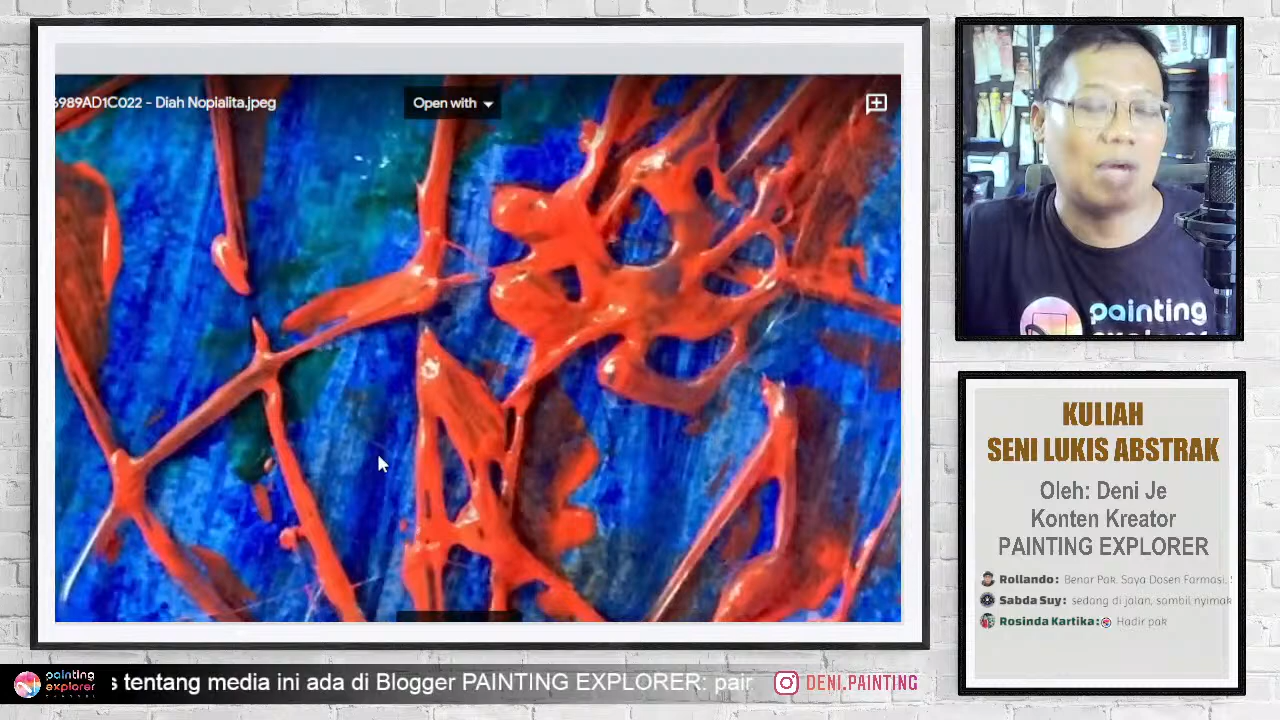 6989AD1C022 - Diah Nopialita.jpeg
Open with
painting
KULIAH
SENI LUKIS ABSTRAK
Oleh: Deni Je
Konten Kreator
PAINTING EXPLORER
Rollando: Benar Pak. Saya Dosen Farmasi.
Sabda Suy: sedang di jalan, sambil nyimak
Rosinda Kartika: Hadir pak
painting
explorer
CHANNEL
s tentang media ini ada di Blogger PAINTING EXPLORER: pair
DENI.PAINTING